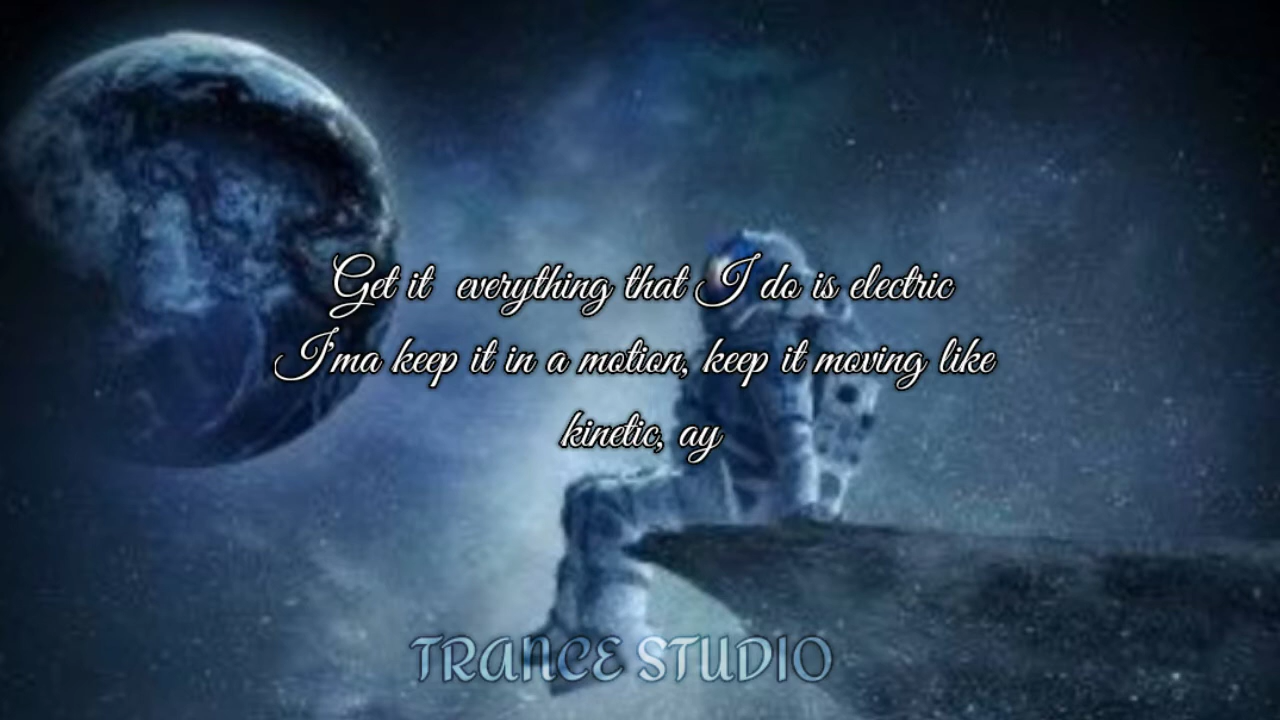 Get it  everything that I do is electric
I'ma keep it in a motion, keep it moving like
kinetic, ay
TRANCE STUDIO